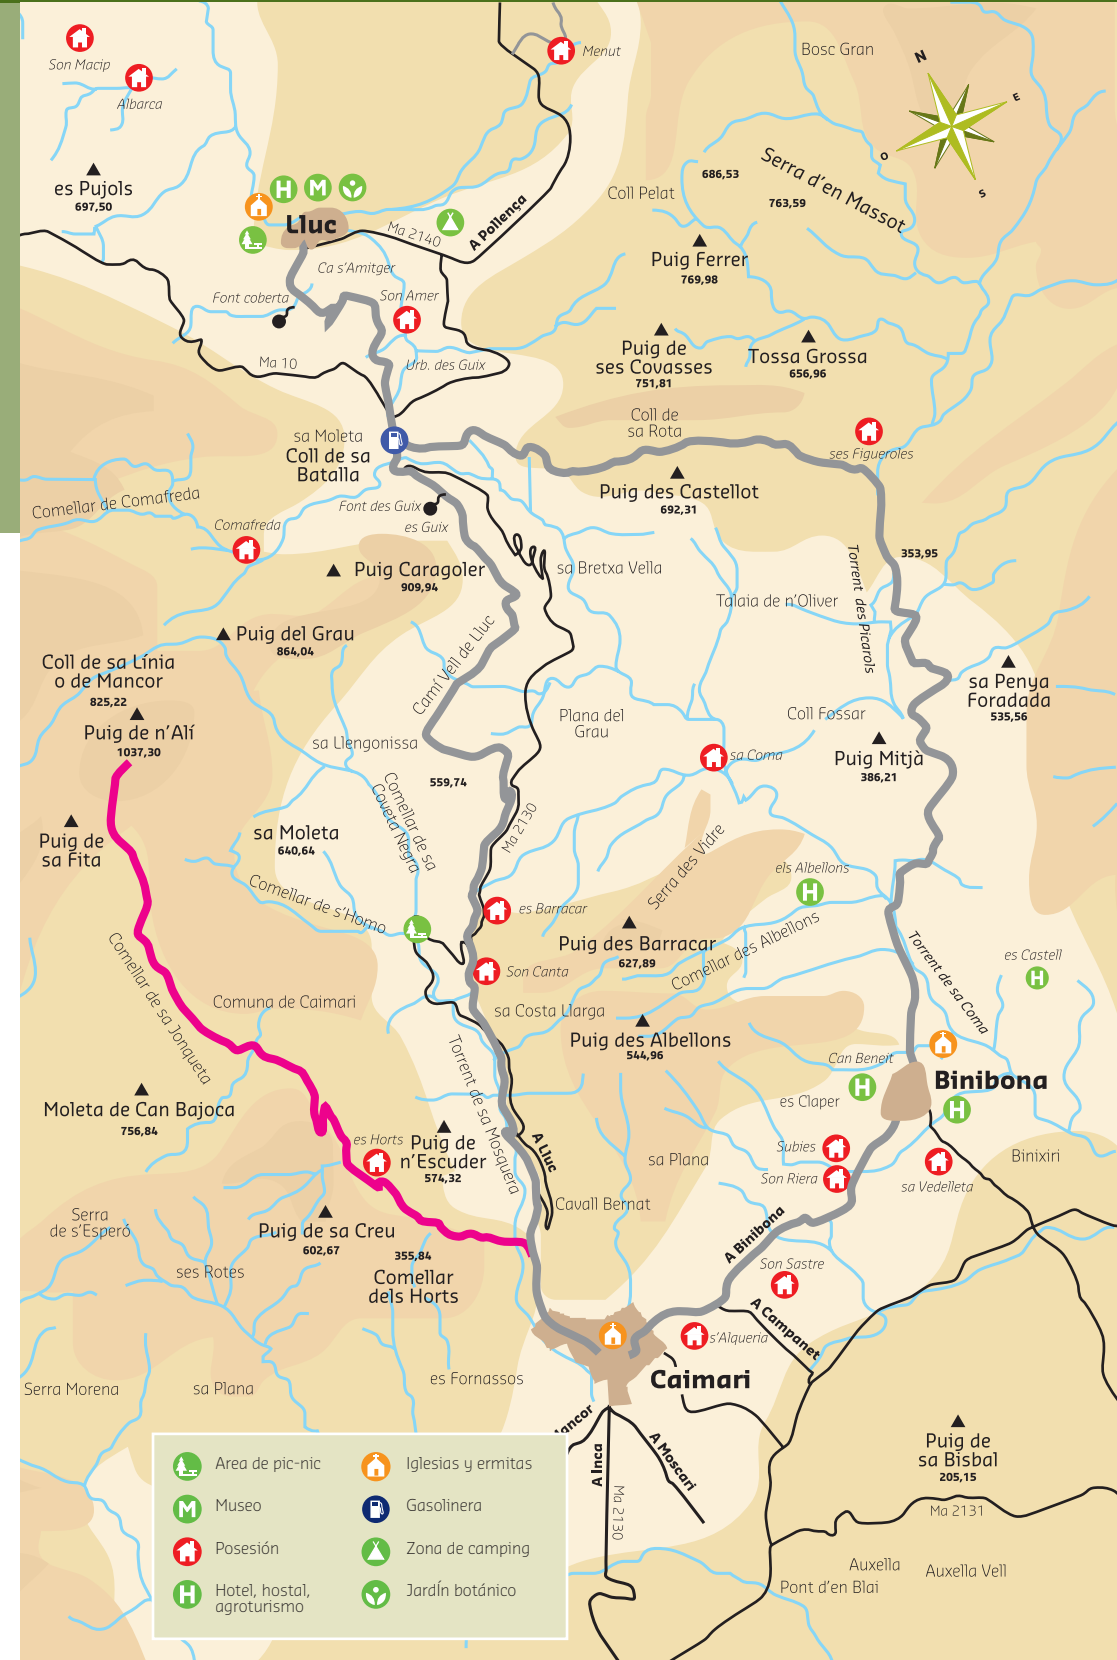 Son Macip
Albarca
Menut
Bosc Gran
N
E
O
S
es Pujols
697,50
Lluc
H
M
Ma 2140
A Pollença
Coll Pelat
686,53
763,59
Serra d'en Massot
Puig Ferrer
769,98
Ca s'Amitger
Font coberta
Son Amer
Ma 10
Urb. des Guix
Puig de
ses Covasses
751,81
Tossa Grossa
656,96
Coll de
sa Rota
ses Figueroles
sa Moleta
Coll de sa
Batalla
Puig des Castellot
692,31
Comellar de Comafreda
Comafreda
Font des Guix
es Guix
Puig Caragoler
909,94
sa Bretxa Vella
353,95
Talaia de n'Oliver
Torrent des Picarols
Puig del Grau
864,04
Camí Vell de Lluc
Coll de sa Línia
o de Mancor
825,22
Puig de n'Alí
1037,30
sa Penya
Foradada
535,56
Plana del
Grau
Coll Fossar
sa Llengonissa
sa Coma
Puig Mitjà
386,21
559,74
Comellar de sa
Coveta Negra
Ma 2130
Puig de
sa Fita
sa Moleta
640,64
Serra des Vidre
els Albellons
H
Comellar de s'Homo
es Barracar
Puig des Barracar
627,89
Comellar des Albellons
Comellar de sa Jonqueta
Son Canta
Torrent de sa Coma
es Castell
H
Comuna de Caimari
sa Costa Llarga
Puig des Albellons
544,96
Torrent de sa Mosquera
Can Beneit
H
Binibona
H
Moleta de Can Bajoca
756,84
es Claper
es Horts
Puig de
n'Escuder
574,32
A Lluc
sa Plana
Subies
Son Riera
Binixiri
sa Vedelleta
Cavall Bernat
Serra
de s'Esperó
Puig de sa Creu
602,67
355,84
Comellar
dels Horts
ses Rotes
A Binibona
Son Sastre
A Campanet
s'Alqueria
Caimari
Serra Morena
sa Plana
es Fornassos
A Inca
Ma 2130
A Moscari
Puig de
sa Bisbal
205,15
Ma 2131
Auxella
Auxella Vell
Pont d'en Blai
Area de pic-nic
Iglesias y ermitas
M
Museo
Gasolinera
Posesión
Zona de camping
H
Hotel, hostal,
agroturismo
JardÍn botánico